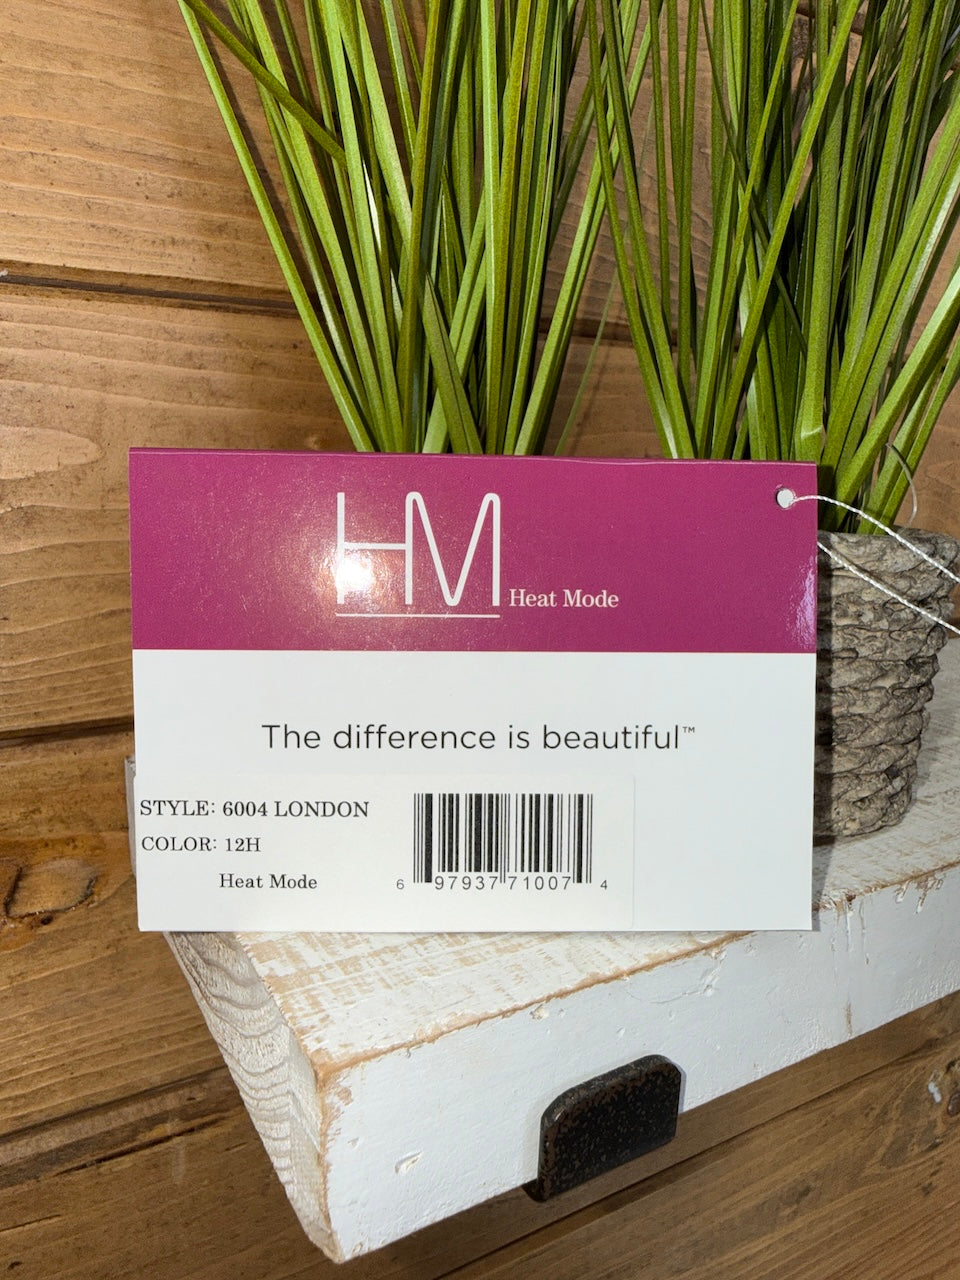 HM Heat Mode
The difference is beautiful™
STYLE: 6004 LONDON
COLOR: 12H
Heat Mode
6 97937 71007 4